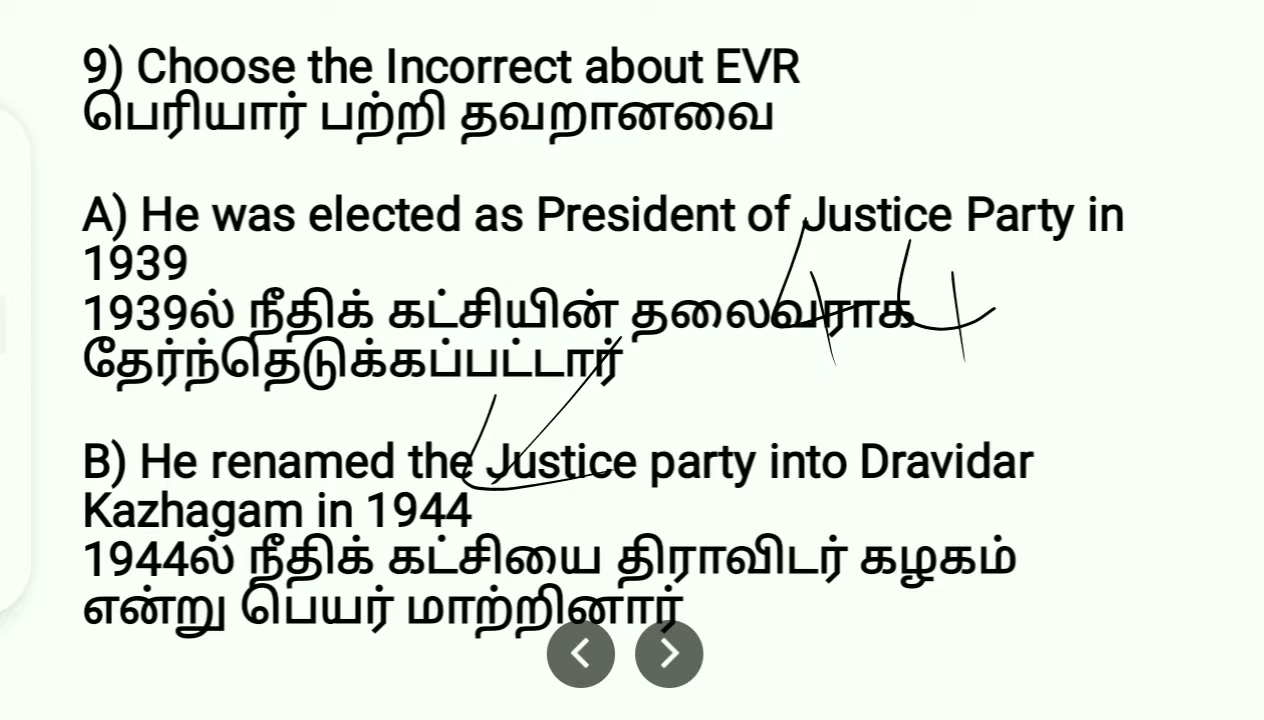 9) Choose the Incorrect about EVR
பெரியார் பற்றி தவறானவை
A) He was elected as President of Justice Party in
1939
1939ல் நீதிக் கட்சியின் தலைவராக
தேர்ந்தெடுக்கப்பட்டார்
44
B) He renamed the Justice party into Dravidar
Kazhagam in 1944
1944ல் நீதிக் கட்சியை திராவிடர் கழகம்
என்று பெயர் மாற்றினார்